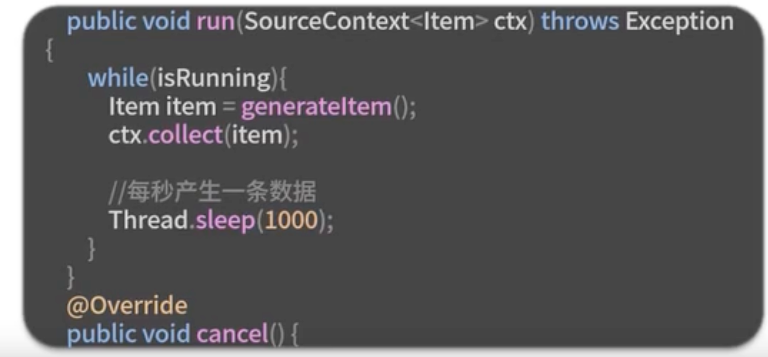 public void run(SourceContext<Item> ctx) throws Exception
{
while(isRunning){
Item item = generateItem();
ctx.collect(item);
//每秒产生一条数据
Thread.sleep(1000);
}
}
@Override
public void cancel() {